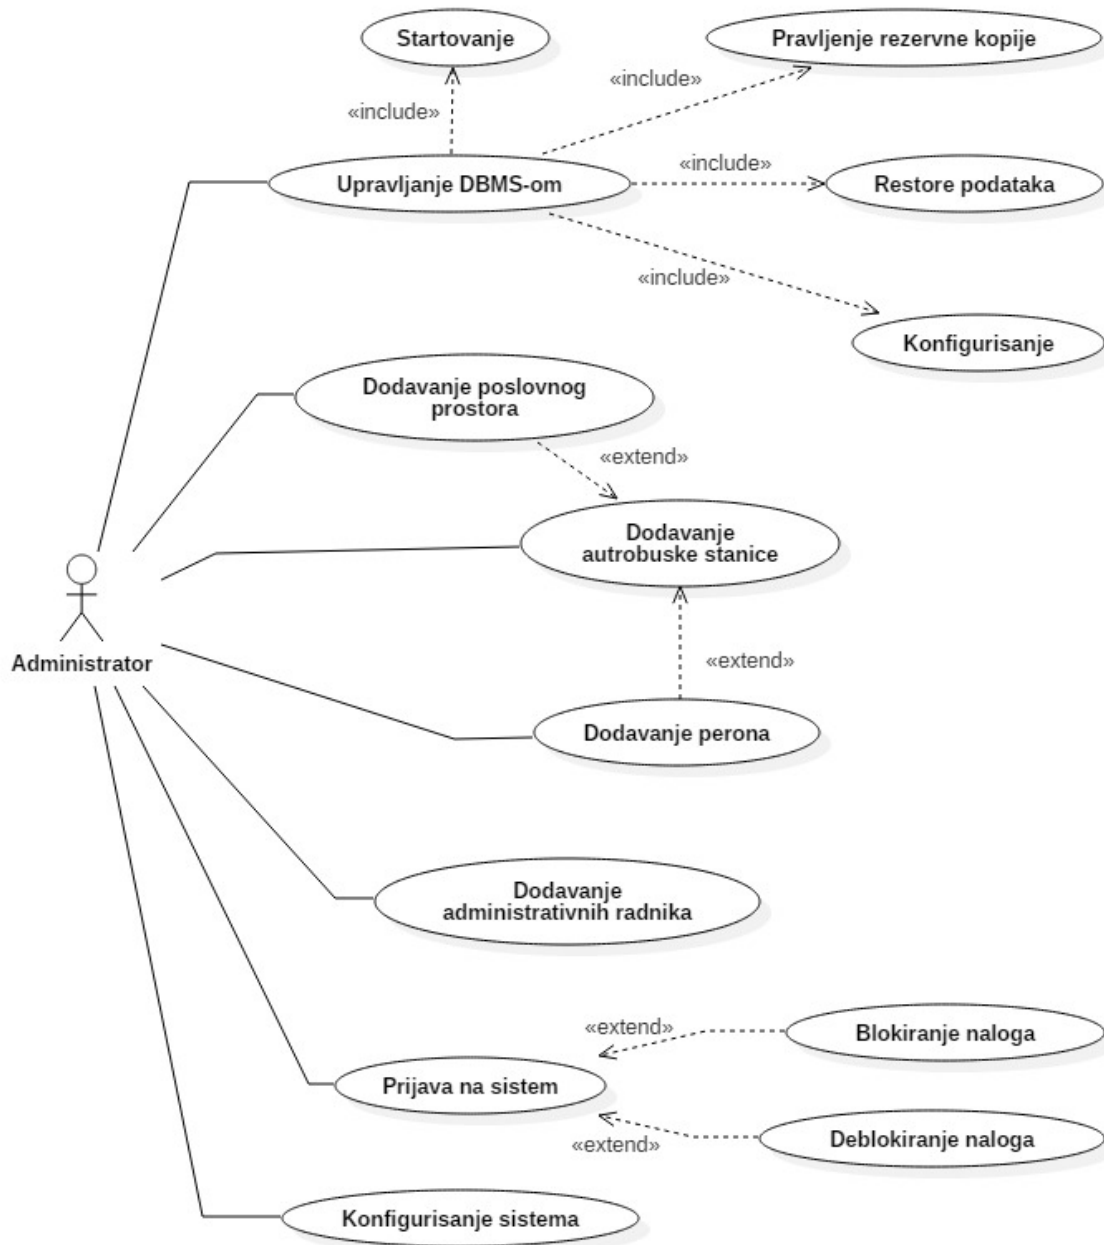 Startovanje
Pravljenje rezervne kopije
«include»
«include»
Upravljanje DBMS-om
«include»
Restore podataka
«include»
Konfigurisanje
Dodavanje poslovnog
prostora
«extend»
Dodavanje
autrobuske stanice
Administrator
«extend»
Dodavanje perona
Dodavanje
administrativnih radnika
«extend»
Blokiranje naloga
Prijava na sistem
«extend»
Deblokiranje naloga
Konfigurisanje sistema